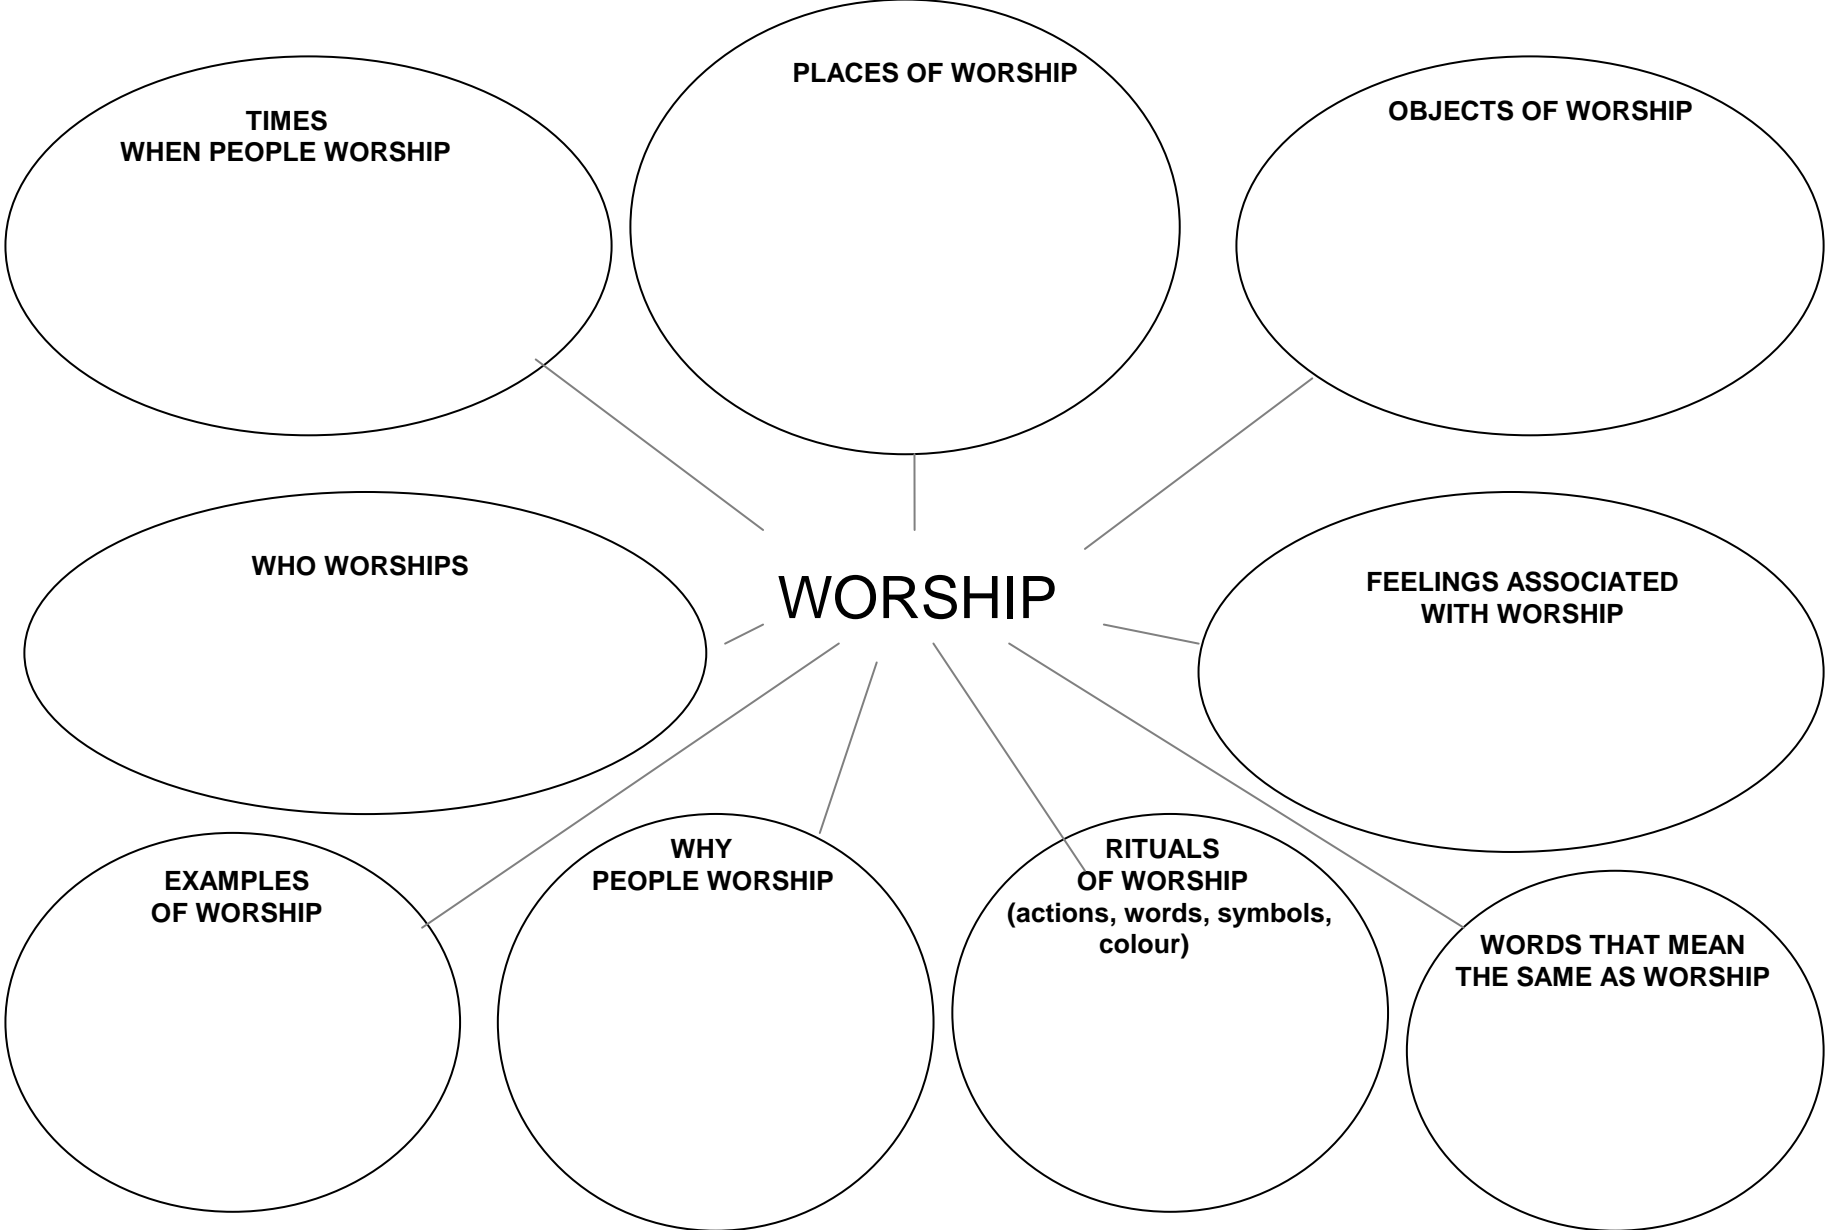 PLACES OF WORSHIP
TIMES
WHEN PEOPLE WORSHIP
OBJECTS OF WORSHIP
WHO WORSHIPS
WORSHIP
FEELINGS ASSOCIATED
WITH WORSHIP
EXAMPLES
OF WORSHIP
WHY
PEOPLE WORSHIP
RITUALS
OF WORSHIP
(actions, words, symbols,
colour)
WORDS THAT MEAN
THE SAME AS WORSHIP